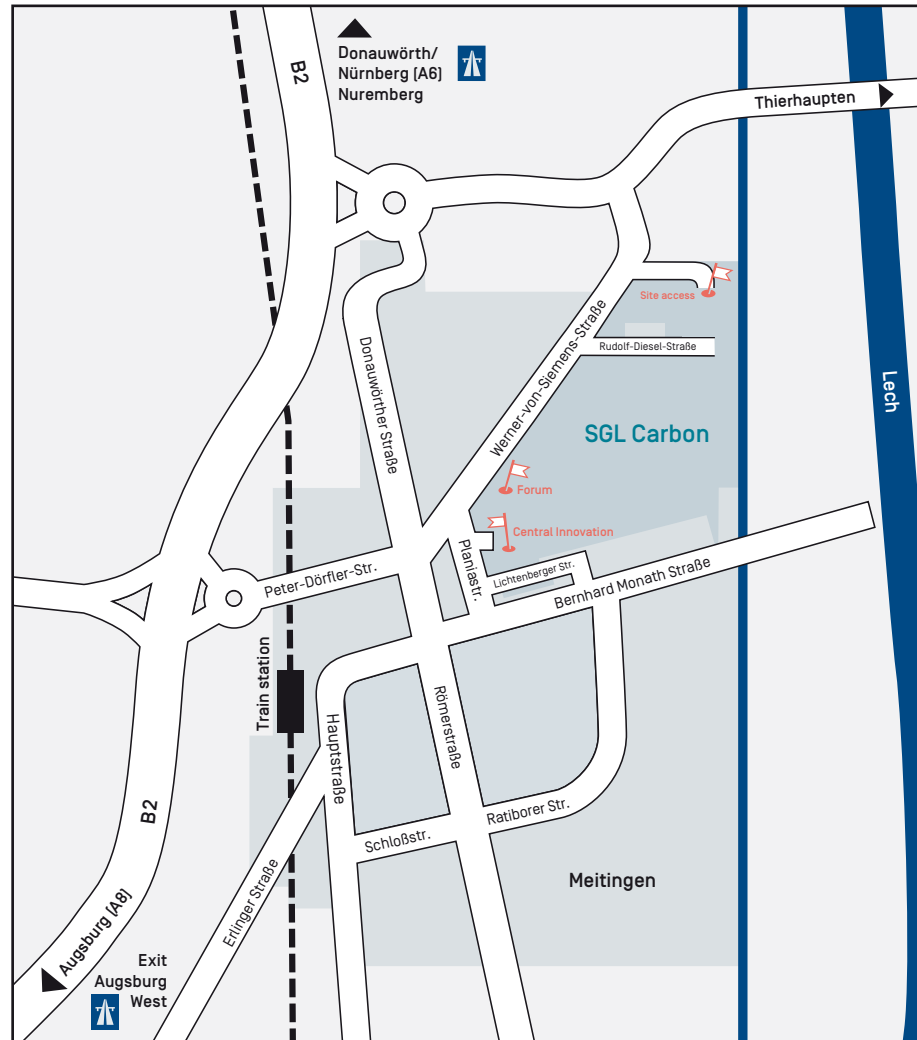 B2
Donauwörth/
Nürnberg (A6)
Nuremberg
Thierhaupten
Site access
Rudolf-Diesel-Straße
Werner-von-Siemens-Straße
Donauwörther Straße
Lech
SGL Carbon
Forum
Central Innovation
Planiastr.
Lichtenberger Str.
Peter-Dörfler-Str.
Bernhard Monath Straße
Train station
Hauptstraße
Römerstraße
B2
Ratiborer Str.
Schloßstr.
Meitingen
Erlinger Straße
Augsburg (A8)
Exit
Augsburg
West